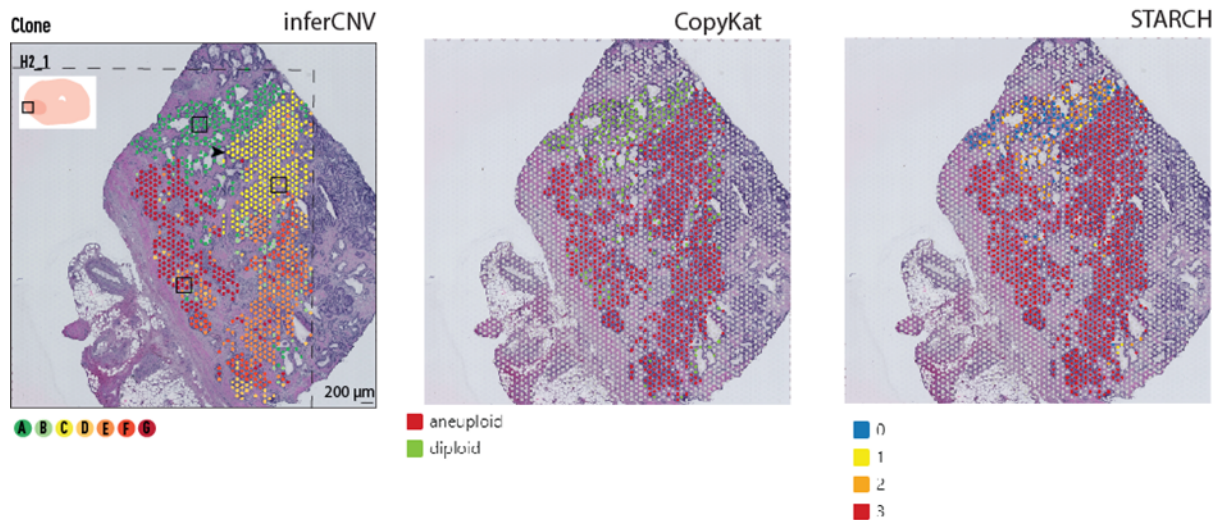 Clone
inferCNV
CopyKat
STARCH
H2_1
200 µm
A B C D E F G
aneuploid
diploid
0
1
2
3